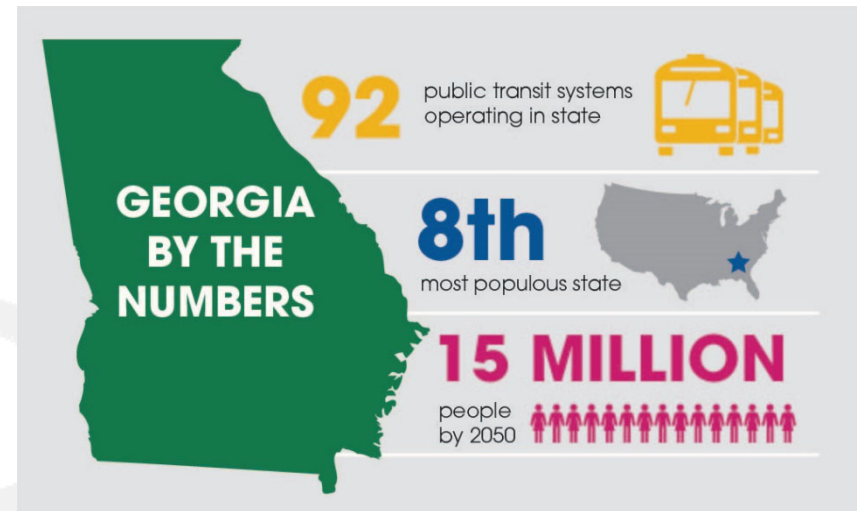 GEORGIA
BY THE
NUMBERS
92
public transit systems
operating in state
8th
most populous state
15 MILLION
people
by 2050